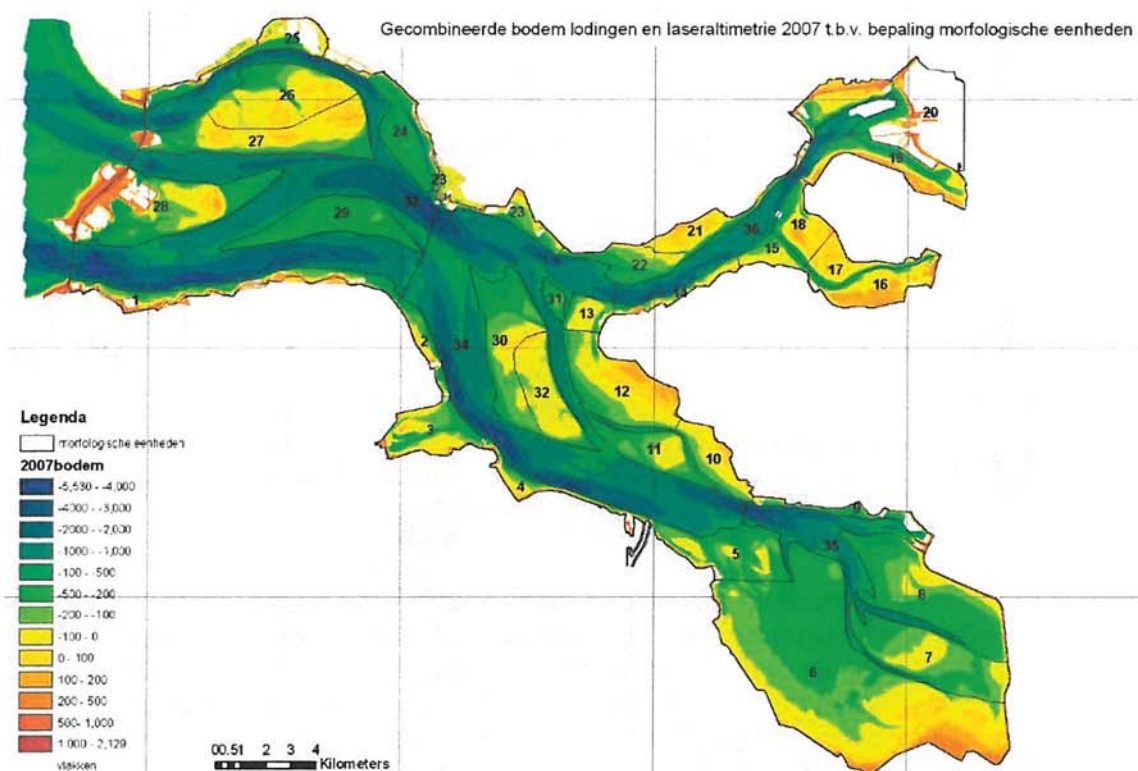 Gecombineerde bodem lodingen en laseraltimetrie 2007 t.b.v. bepaling morfologische eenheden
25
26
27
24
20
19
28
23
33
23
29
21
18
36
15
22
17
16
1
31
14
13
2
34
30
32
12
3
11
10
4
9
5
35
8
7
6
Legenda
morfologische eenheden
2007bodem
-5,530 - -4,000
-4000 - -3,000
-2000 - -2,000
-1000 - -1,000
-100 - -500
-500 - -200
-200 - -100
-100 - 0
0 - 100
100 - 200
200 - 500
500 - 1,000
1,000 - 2,129
vlakken
00.51 2 3 4
Kilometers